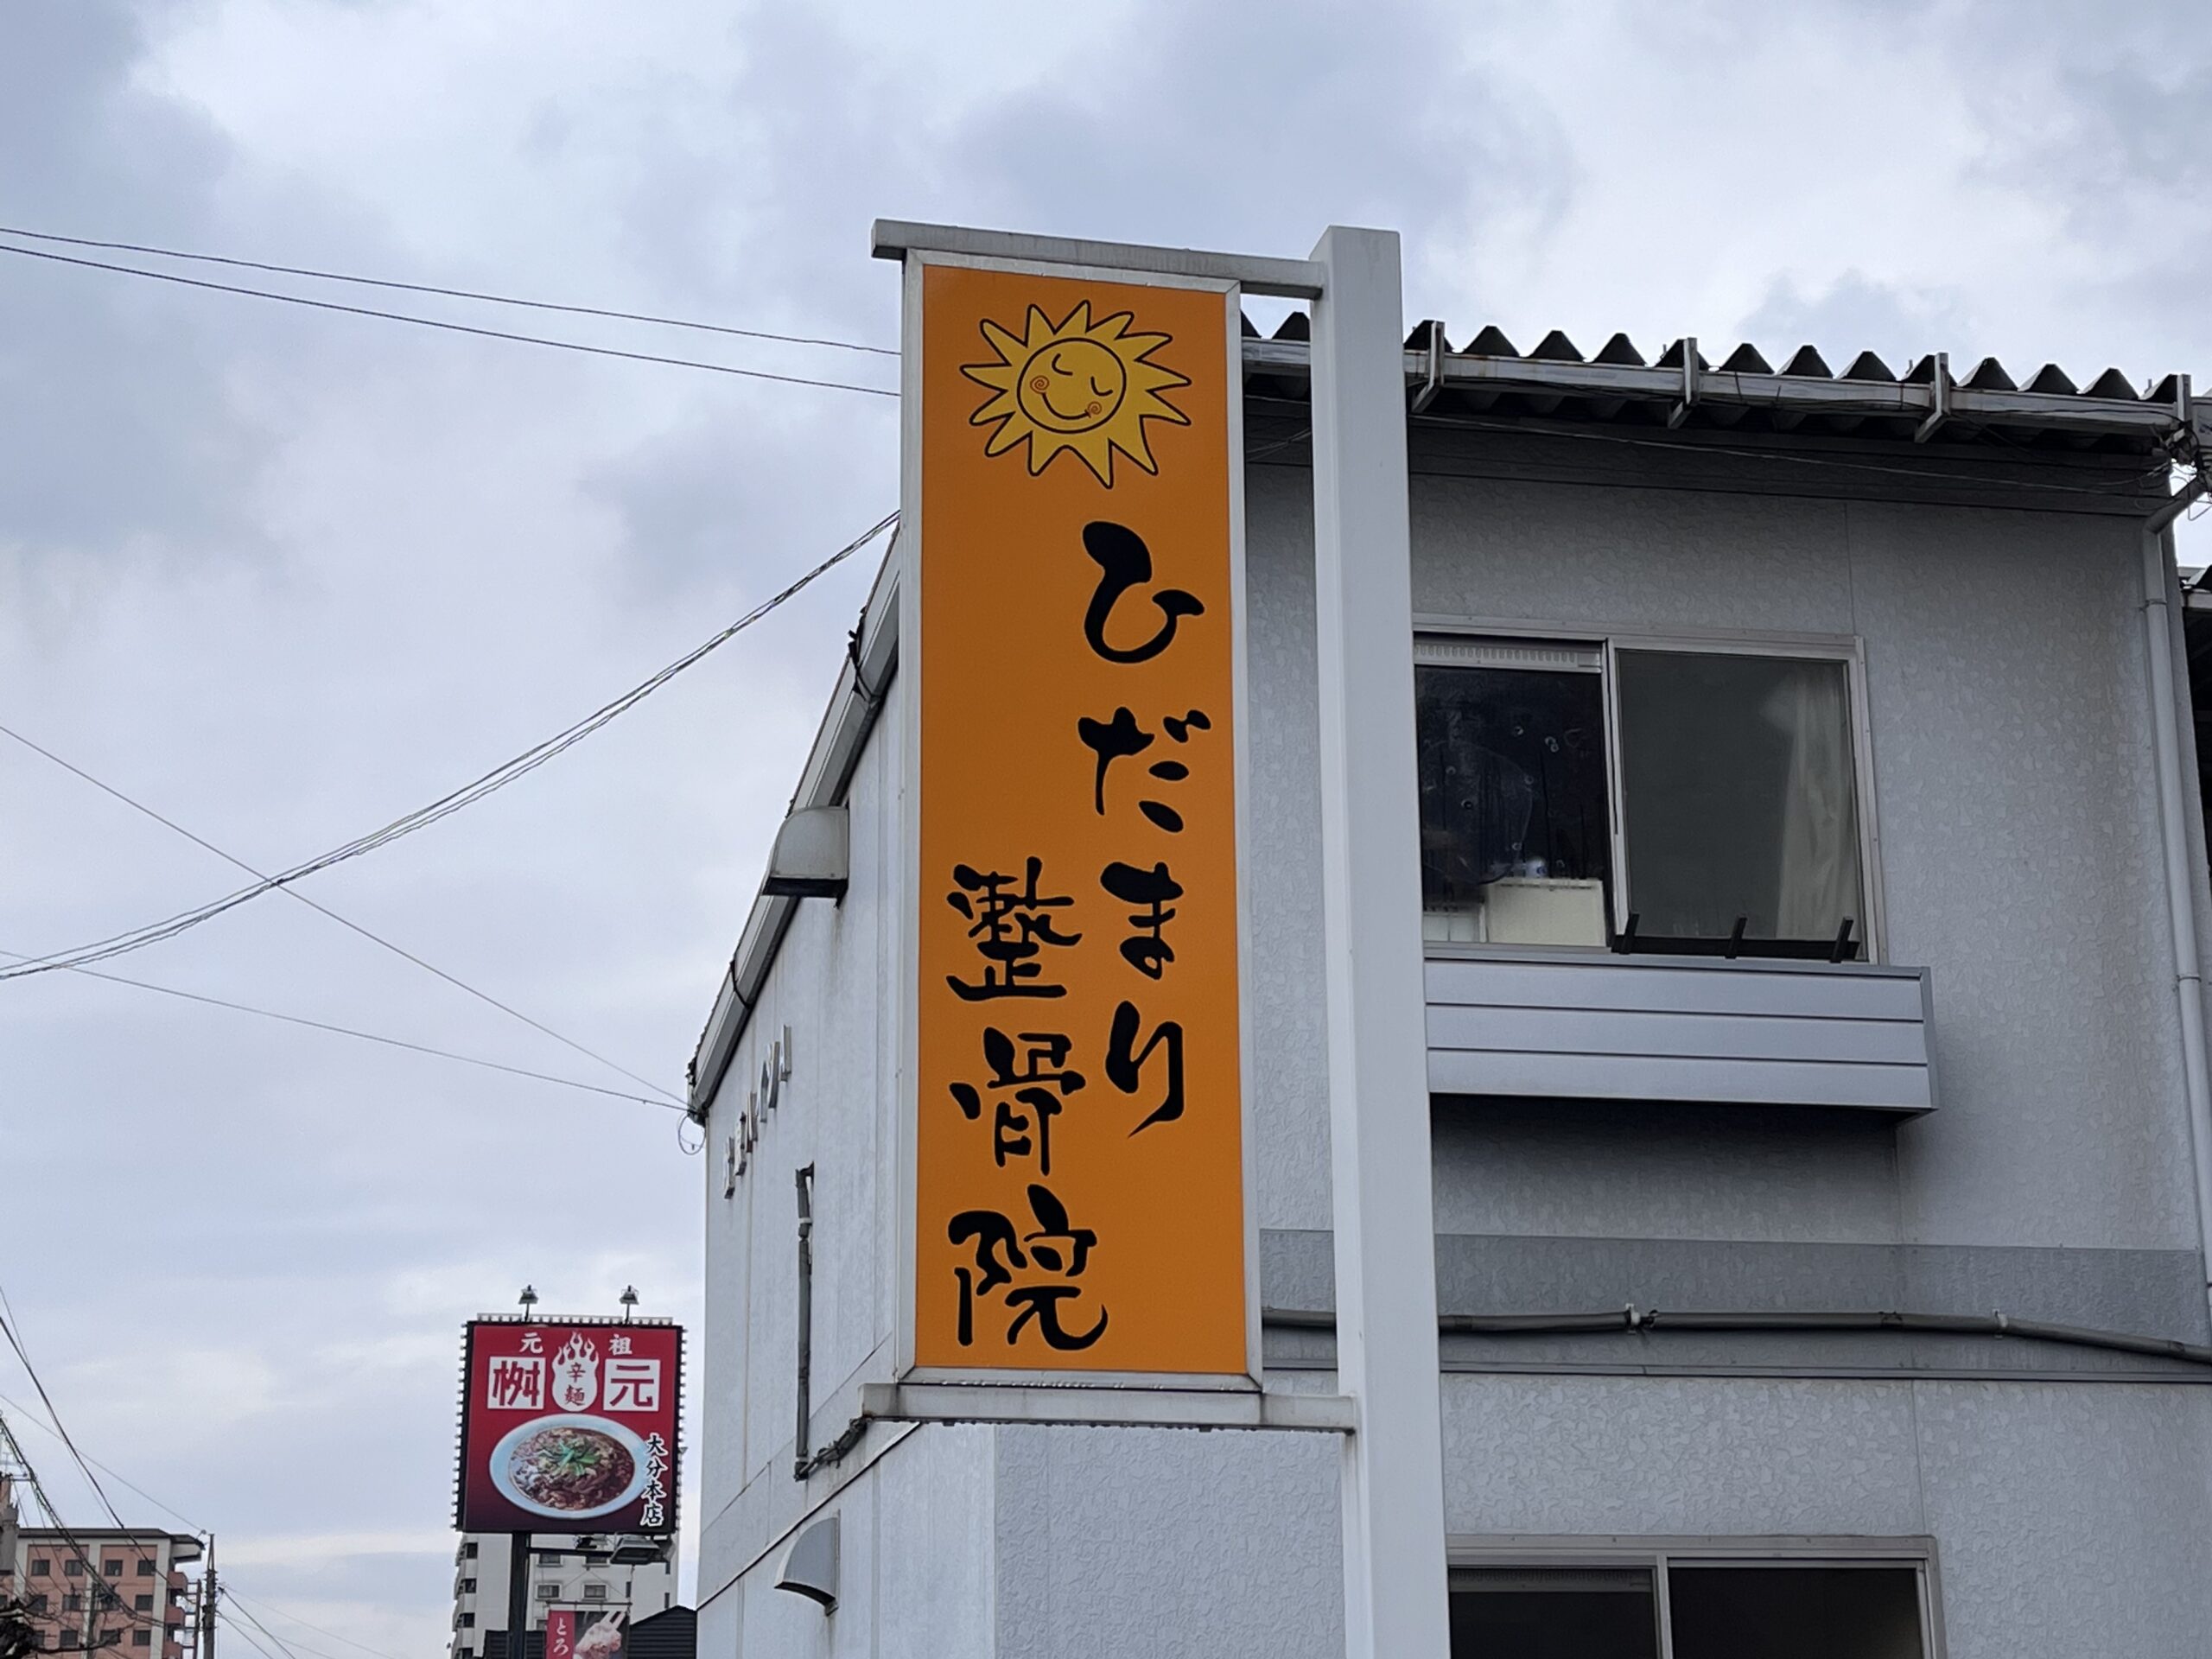 ひだまり
整骨院
元祖
桝元
辛麺
大分本店
とろ